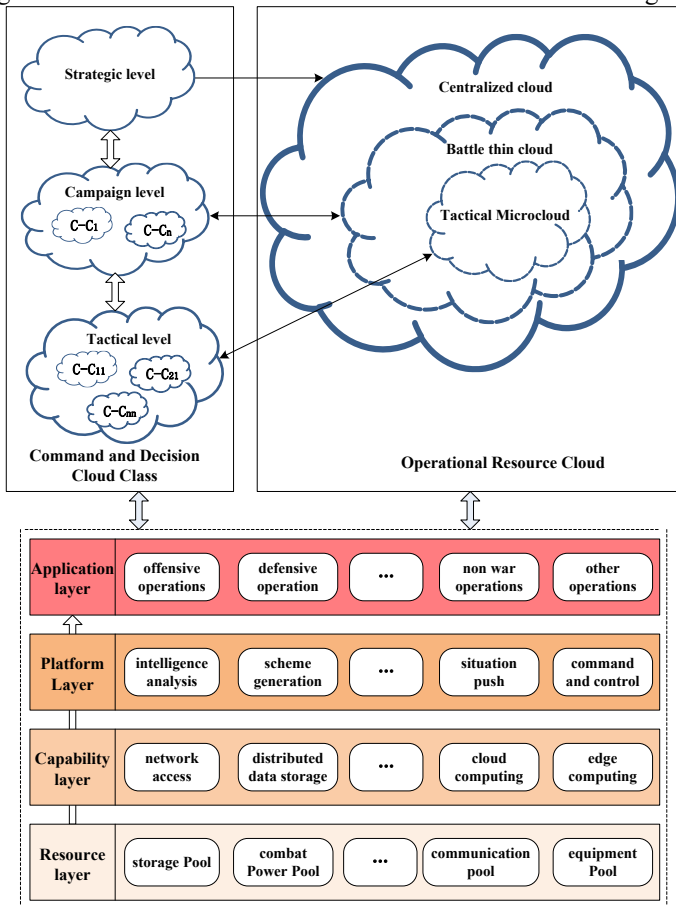 Strategic level
Campaign level
C-C1
C-Cn
Tactical level
C-C11
C-C21
C-Cnn
Command and Decision
Cloud Class
Centralized cloud
Battle thin cloud
Tactical Microcloud
Operational Resource Cloud
Application
layer
offensive
operations
defensive
operation
...
non war
operations
other
operations
Platform
Layer
intelligence
analysis
scheme
generation
...
situation
push
command
and control
Capability
layer
network
access
distributed
data storage
...
cloud
computing
edge
computing
Resource
layer
storage Pool
combat
Power Pool
...
communication
pool
equipment
Pool